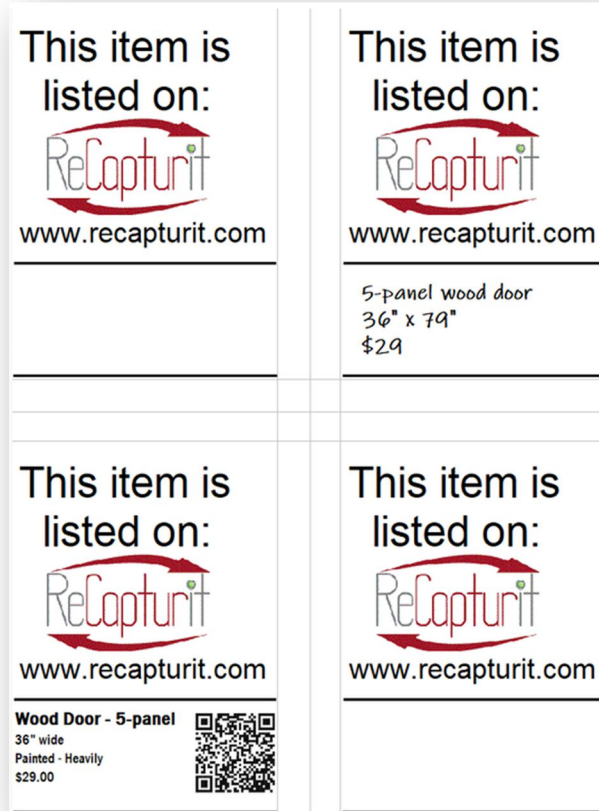 This item is
listed on:
ReCapturit
www.recapturit.com
This item is
listed on:
ReCapturit
www.recapturit.com
5-panel wood door
36" x 79"
$29
This item is
listed on:
ReCapturit
www.recapturit.com
Wood Door - 5-panel
36" wide
Painted - Heavily
$29.00
This item is
listed on:
ReCapturit
www.recapturit.com